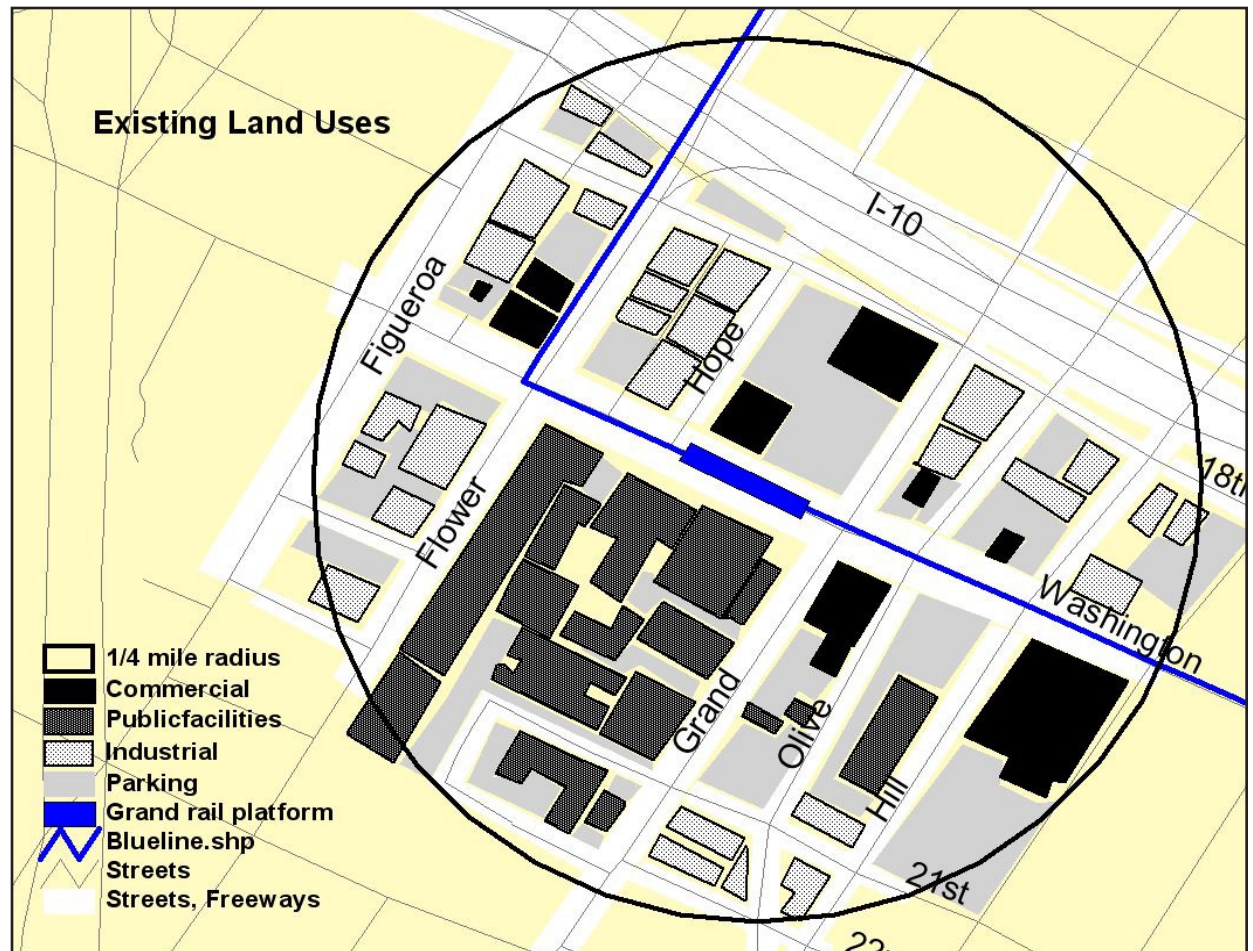 Existing Land Uses
I-10
Figueroa
Hope
18th
Flower
Washington
Grand
Olive
Hill
21st
1/4 mile radius
Commercial
Publicfacilities
Industrial
Parking
Grand rail platform
Blueline.shp
Streets
Streets, Freeways